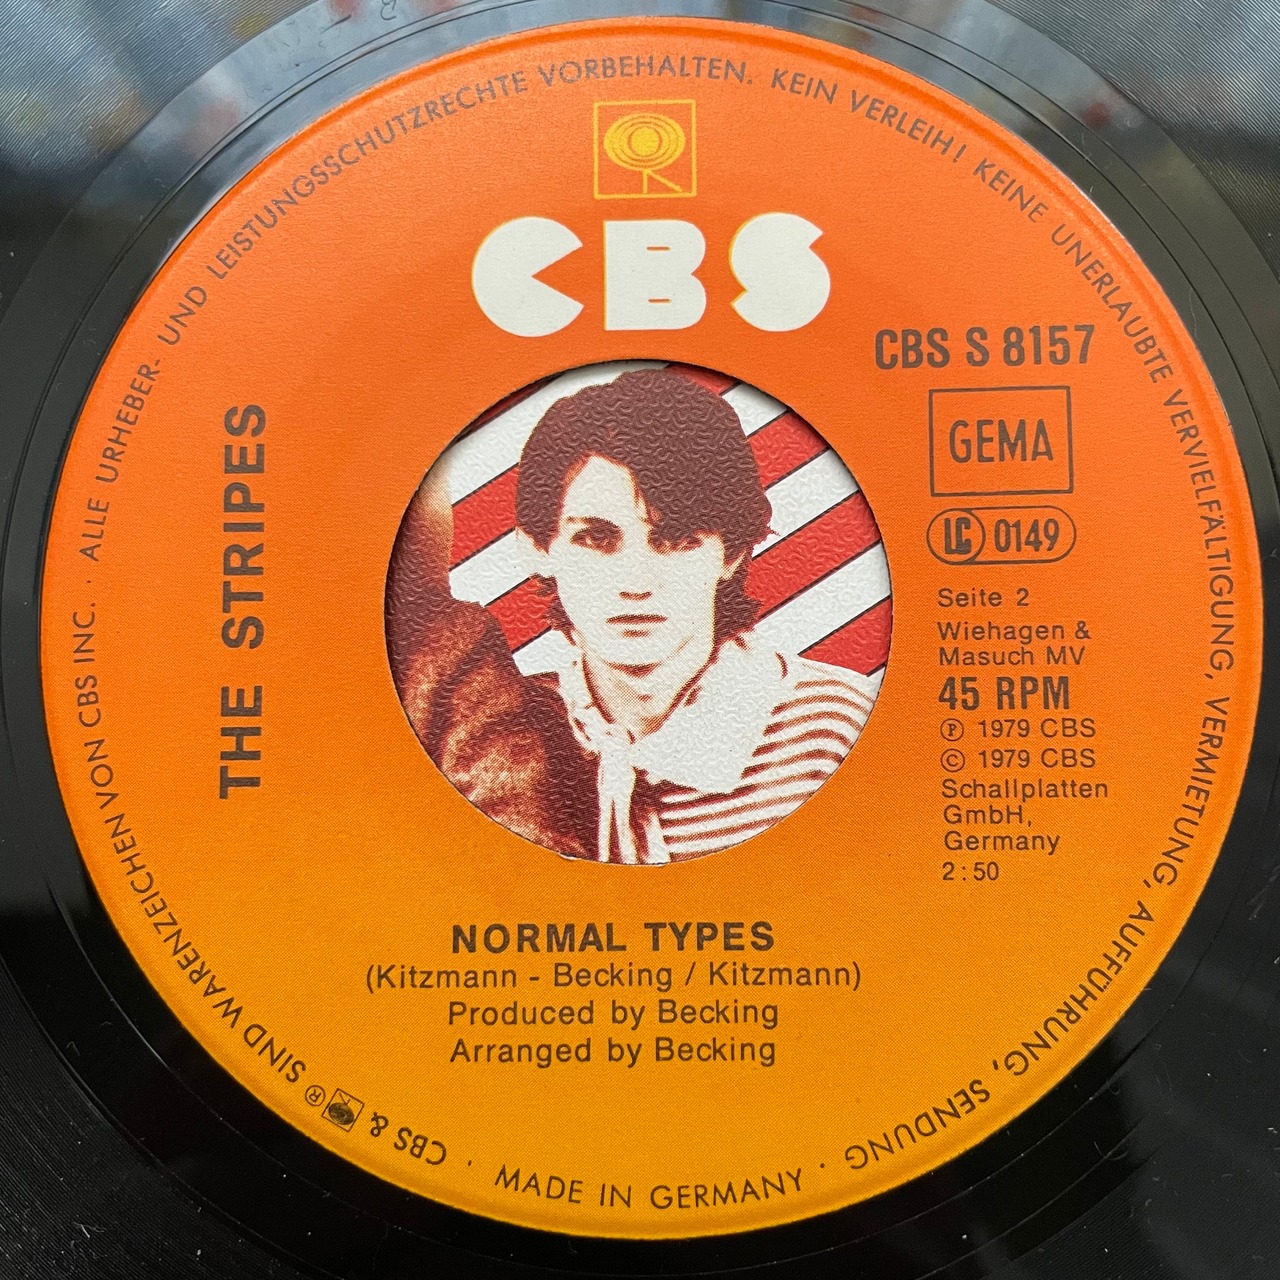 ALLE URHEBER- UND LEISTUNGSSCHUTZRECHTE VORBEHALTEN. KEIN VERLEIH! KEINE UNERLAUBTE VERVIELFÄLTIGUNG, VERMIETUNG, AUFFÜHRUNG, SENDUNG · MADE IN GERMANY · CBS & ® SIND WARENZEICHEN VON CBS INC. ·
CBS
CBS S 8157
GEMA
LC 0149
THE STRIPES
Seite 2
Wiehagen &
Masuch MV
45 RPM
Ⓟ 1979 CBS
© 1979 CBS
Schallplatten
GmbH,
Germany
2:50
NORMAL TYPES
(Kitzmann - Becking / Kitzmann)
Produced by Becking
Arranged by Becking